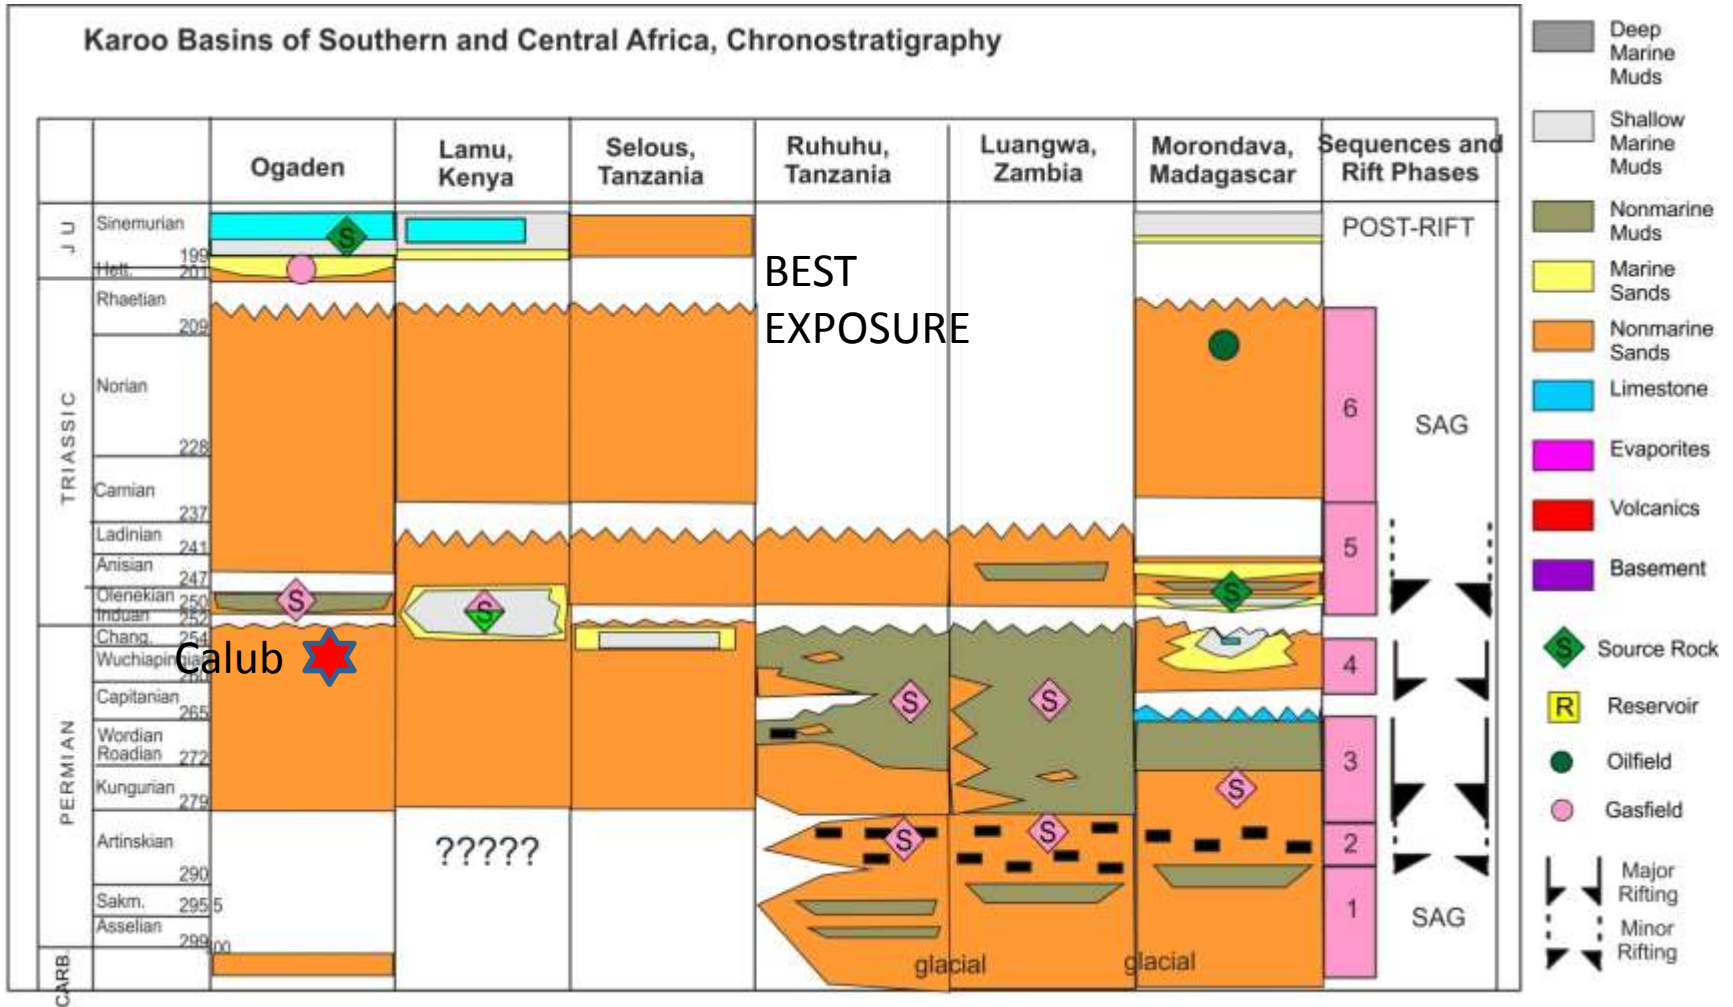 Karoo Basins of Southern and Central Africa, Chronostratigraphy
Ogaden
Lamu,
Kenya
Selous,
Tanzania
Ruhuhu,
Tanzania
Luangwa,
Zambia
Morondava,
Madagascar
Sequences and
Rift Phases
J U
Sinemurian
199
Hett.
201
TRIASSIC
Rhaetian
209
Norian
228
Carnian
237
Ladinian
241
Anisian
247
Olenekian
250
Induan
252
PERMIAN
Chang.
254
Wuchiapingian
Capitanian
265
Wordian
Roadian
272
Kungurian
279
Artinskian
290
Sakm.
295.5
Asselian
299
CARB.
S
S
Calub
S
?????
BEST
EXPOSURE
S
S
glacial
S
S
glacial
S
S
POST-RIFT
6
SAG
5
4
3
2
1
SAG
Deep
Marine
Muds
Shallow
Marine
Muds
Nonmarine
Muds
Marine
Sands
Nonmarine
Sands
Limestone
Evaporites
Volcanics
Basement
S
Source Rock
R
Reservoir
Oilfield
Gasfield
Major
Rifting
Minor
Rifting